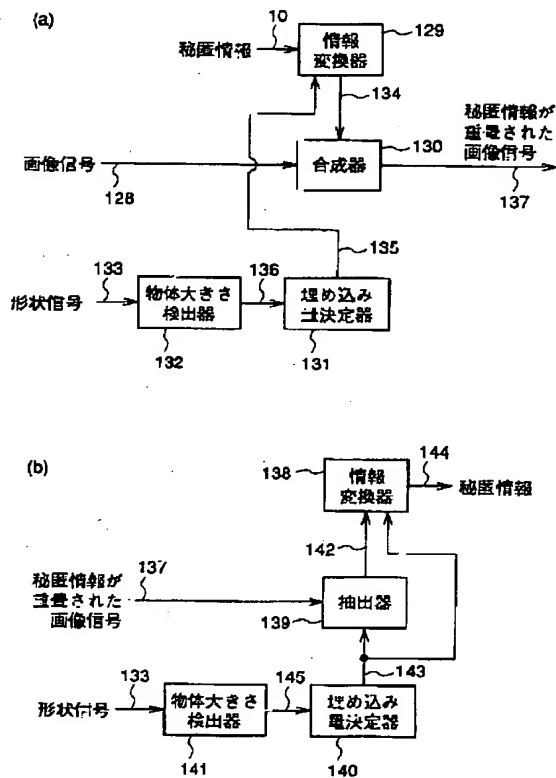 (a)
10
秘匿情報
情報
変換器
129
134
秘匿情報が
重畳された
画像信号
137
画像信号
128
合成器
130
135
133
形状信号
物体大きさ
検出器
132
136
埋め込み
量決定器
131
(b)
138
情報
変換器
144
秘匿情報
142
秘匿情報が
重畳された
画像信号
137
抽出器
139
143
133
形状信号
物体大きさ
検出器
141
145
埋め込み
量決定器
140